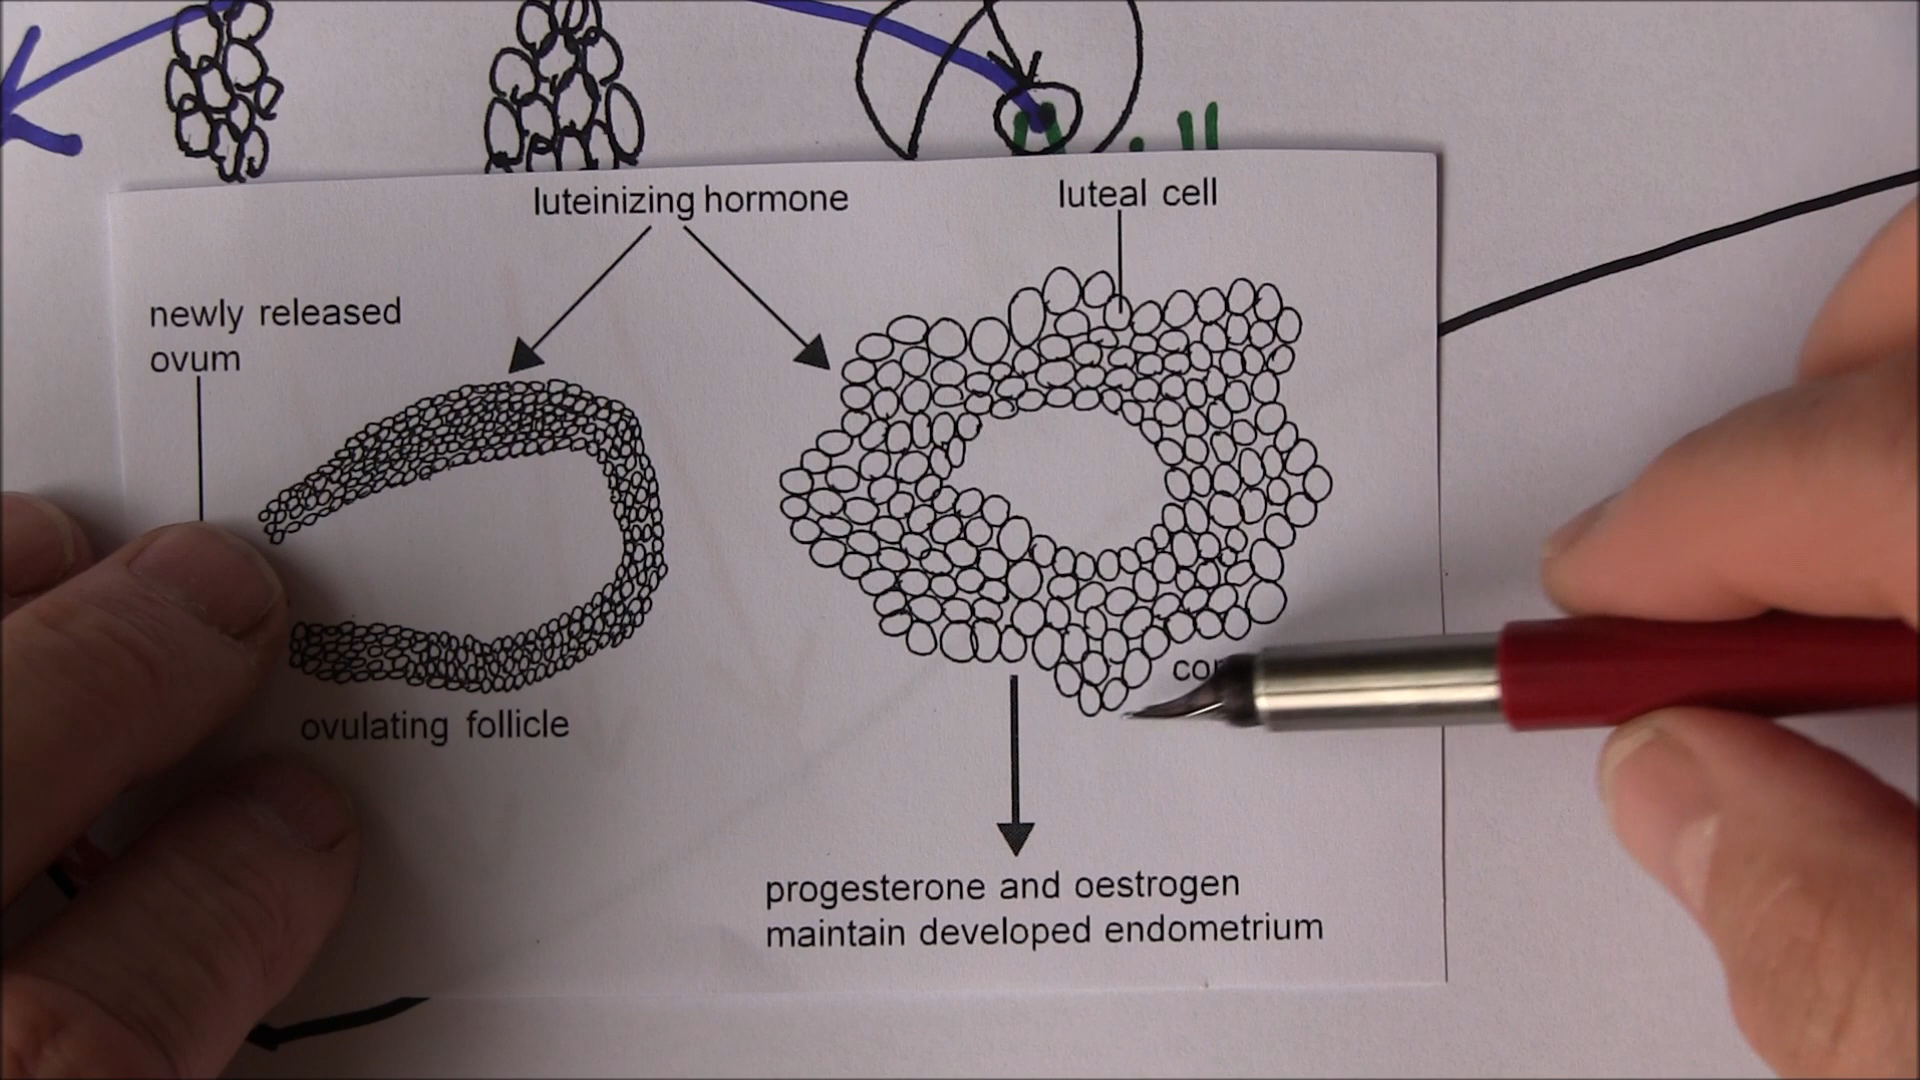 luteinizing hormone
luteal cell
newly released
ovum
ovulating follicle
progesterone and oestrogen
maintain developed endometrium